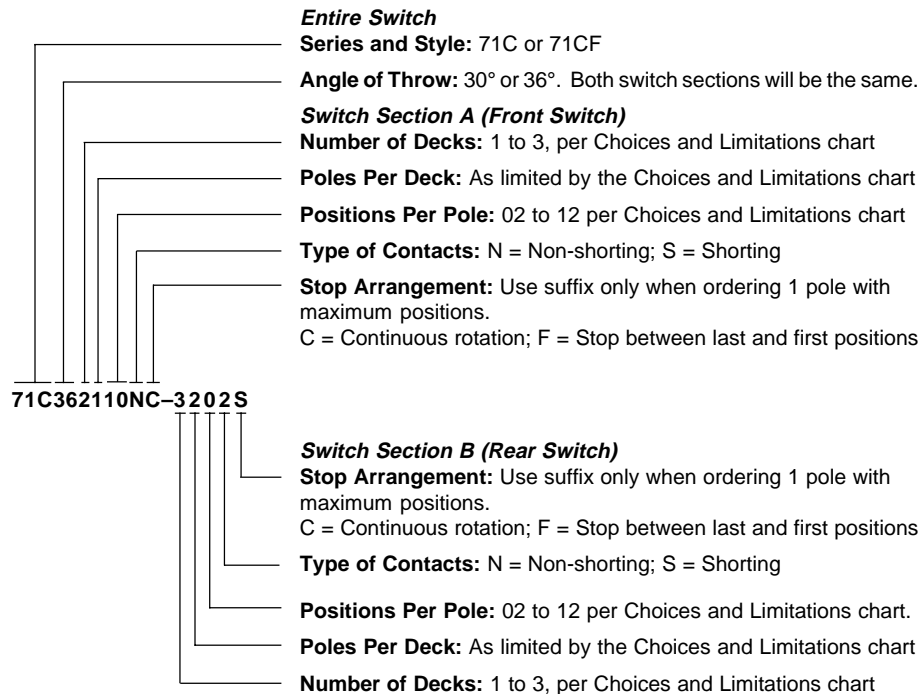 Entire Switch
Series and Style: 71C or 71CF
Angle of Throw: 30° or 36°. Both switch sections will be the same.
Switch Section A (Front Switch)
Number of Decks: 1 to 3, per Choices and Limitations chart
Poles Per Deck: As limited by the Choices and Limitations chart
Positions Per Pole: 02 to 12 per Choices and Limitations chart
Type of Contacts: N = Non-shorting; S = Shorting
Stop Arrangement: Use suffix only when ordering 1 pole with
maximum positions.
C = Continuous rotation; F = Stop between last and first positions
71C362110NC–3202S
Switch Section B (Rear Switch)
Stop Arrangement: Use suffix only when ordering 1 pole with
maximum positions.
C = Continuous rotation; F = Stop between last and first positions
Type of Contacts: N = Non-shorting; S = Shorting
Positions Per Pole: 02 to 12 per Choices and Limitations chart.
Poles Per Deck: As limited by the Choices and Limitations chart
Number of Decks: 1 to 3, per Choices and Limitations chart